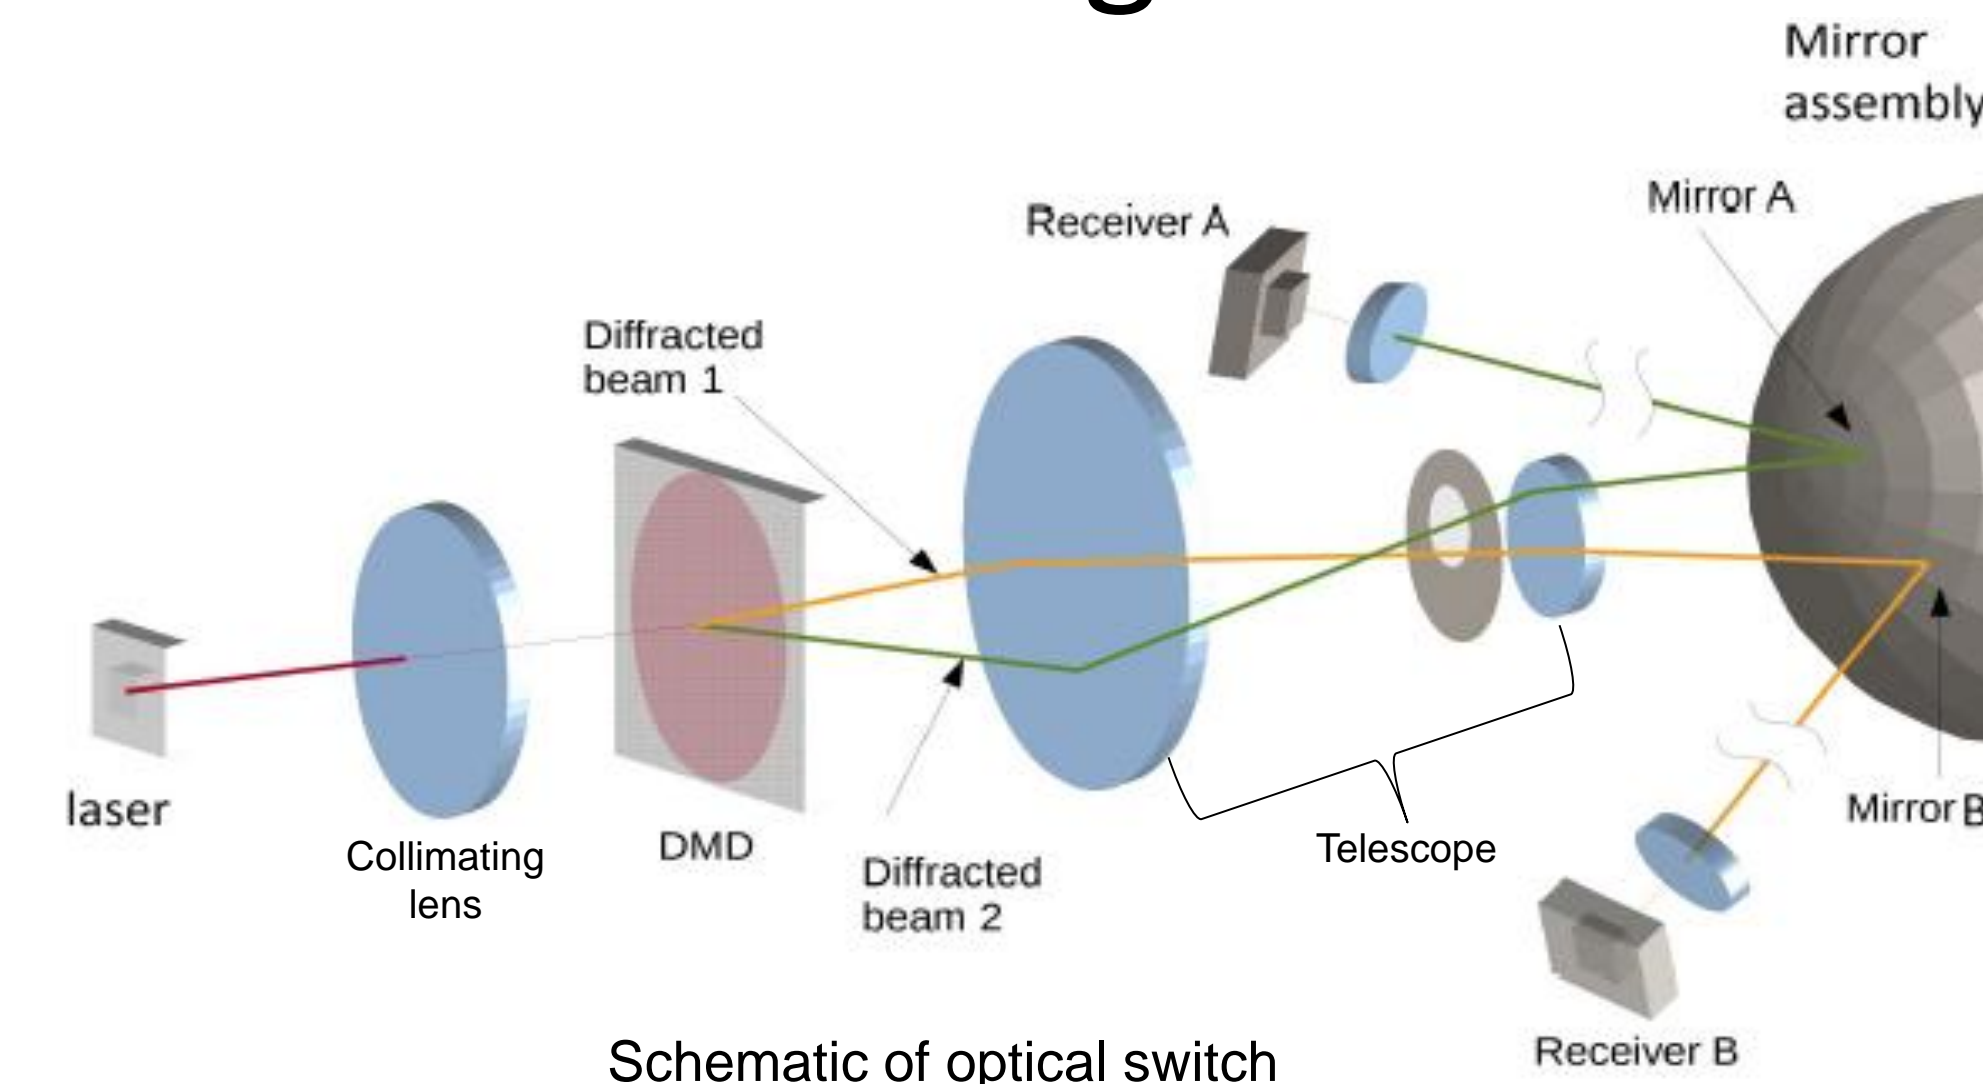 Mirror
assembly
Mirror A
Receiver A
Diffracted
beam 1
laser
Collimating
lens
DMD
Diffracted
beam 2
Telescope
Mirror B
Receiver B
Schematic of optical switch